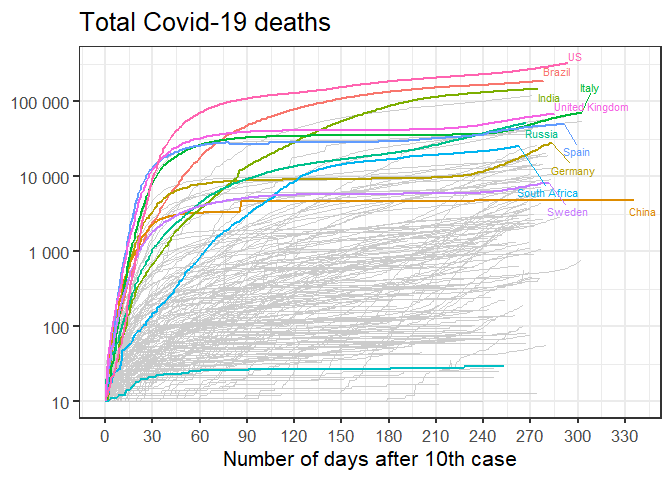 Total Covid-19 deaths
US
Brazil
Italy
India
United Kingdom
Russia
Spain
Germany
South Africa
Sweden
China
100 000
10 000
1 000
100
10
0 30 60 90 120 150 180 210 240 270 300 330
Number of days after 10th case